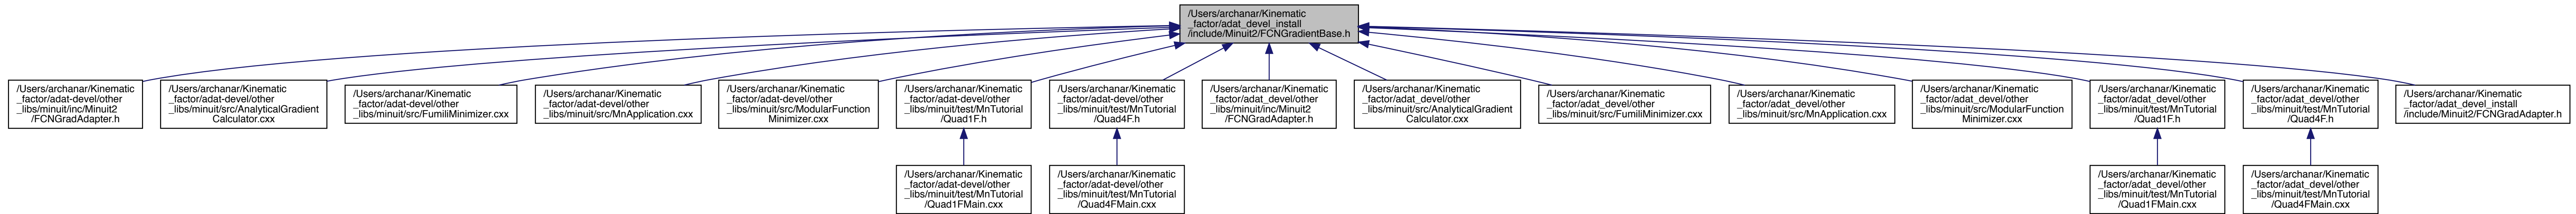 /Users/archanar/Kinematic
_factor/adat_devel_install
/include/Minuit2/FCNGradientBase.h
/Users/archanar/Kinematic
_factor/adat-devel/other
_libs/minuit/inc/Minuit2
/FCNGradAdapter.h
/Users/archanar/Kinematic
_factor/adat-devel/other
_libs/minuit/src/AnalyticalGradient
Calculator.cxx
/Users/archanar/Kinematic
_factor/adat-devel/other
_libs/minuit/src/FumiliMinimizer.cxx
/Users/archanar/Kinematic
_factor/adat-devel/other
_libs/minuit/src/MnApplication.cxx
/Users/archanar/Kinematic
_factor/adat-devel/other
_libs/minuit/src/ModularFunction
Minimizer.cxx
/Users/archanar/Kinematic
_factor/adat-devel/other
_libs/minuit/test/MnTutorial
/Quad1F.h
/Users/archanar/Kinematic
_factor/adat-devel/other
_libs/minuit/test/MnTutorial
/Quad4F.h
/Users/archanar/Kinematic
_factor/adat_devel/other
_libs/minuit/inc/Minuit2
/FCNGradAdapter.h
/Users/archanar/Kinematic
_factor/adat_devel/other
_libs/minuit/src/AnalyticalGradient
Calculator.cxx
/Users/archanar/Kinematic
_factor/adat_devel/other
_libs/minuit/src/FumiliMinimizer.cxx
/Users/archanar/Kinematic
_factor/adat_devel/other
_libs/minuit/src/MnApplication.cxx
/Users/archanar/Kinematic
_factor/adat_devel/other
_libs/minuit/src/ModularFunction
Minimizer.cxx
/Users/archanar/Kinematic
_factor/adat_devel/other
_libs/minuit/test/MnTutorial
/Quad1F.h
/Users/archanar/Kinematic
_factor/adat_devel/other
_libs/minuit/test/MnTutorial
/Quad4F.h
/Users/archanar/Kinematic
_factor/adat_devel_install
/include/Minuit2/FCNGradAdapter.h
/Users/archanar/Kinematic
_factor/adat-devel/other
_libs/minuit/test/MnTutorial
/Quad1FMain.cxx
/Users/archanar/Kinematic
_factor/adat-devel/other
_libs/minuit/test/MnTutorial
/Quad4FMain.cxx
/Users/archanar/Kinematic
_factor/adat_devel/other
_libs/minuit/test/MnTutorial
/Quad1FMain.cxx
/Users/archanar/Kinematic
_factor/adat_devel/other
_libs/minuit/test/MnTutorial
/Quad4FMain.cxx